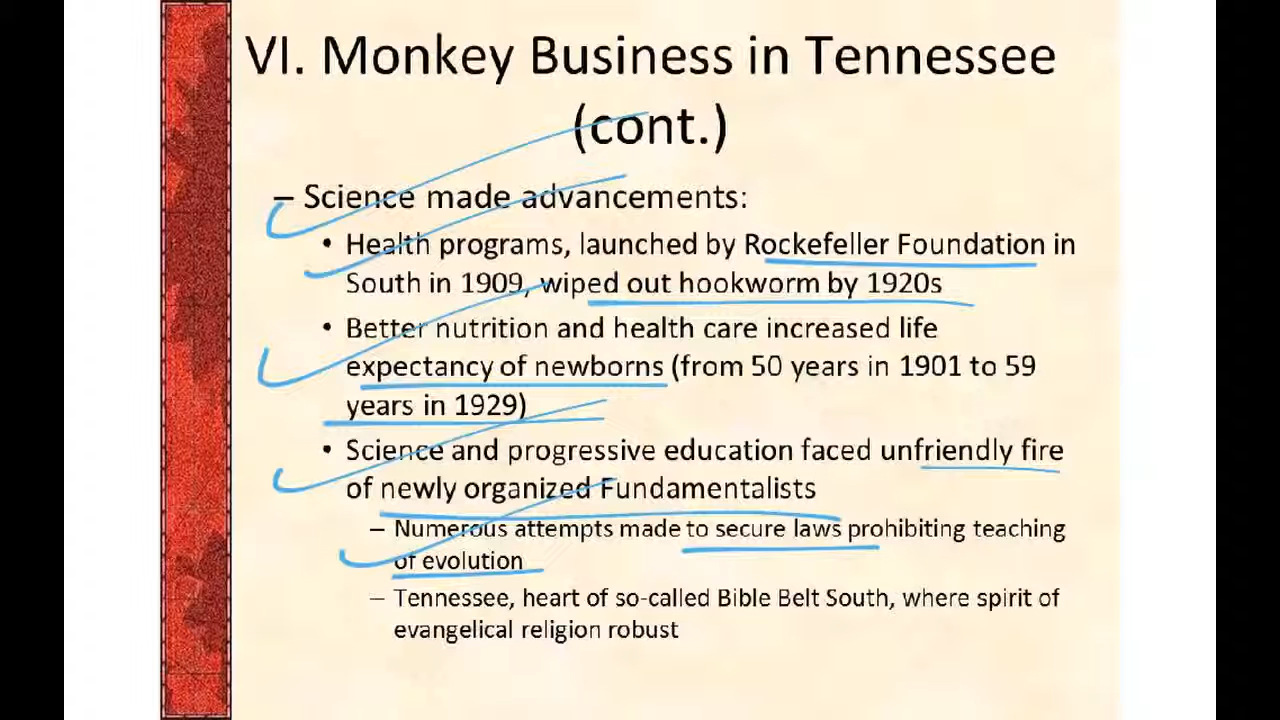 VI. Monkey Business in Tennessee
(cont.)
– Science made advancements:
• Health programs, launched by Rockefeller Foundation in
South in 1909, wiped out hookworm by 1920s
• Better nutrition and health care increased life
expectancy of newborns (from 50 years in 1901 to 59
years in 1929)
• Science and progressive education faced unfriendly fire
of newly organized Fundamentalists
– Numerous attempts made to secure laws prohibiting teaching
of evolution
– Tennessee, heart of so-called Bible Belt South, where spirit of
evangelical religion robust